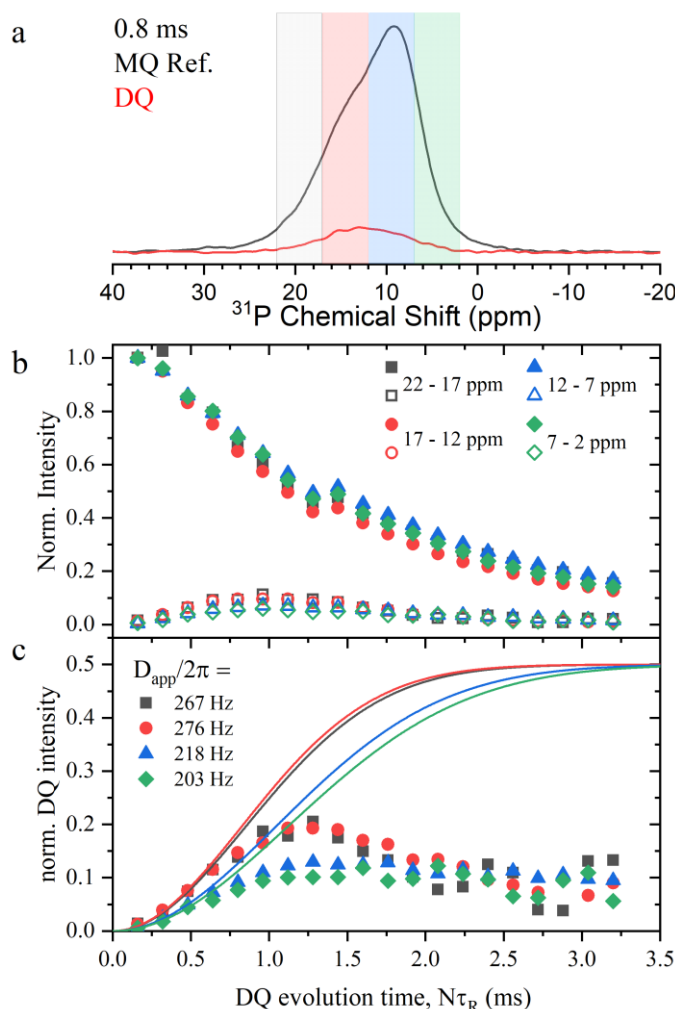 a
0.8 ms
MQ Ref.
DQ
40 30 20 10 0 -10 -20
³¹P Chemical Shift (ppm)
b
1.0
0.8
0.6
0.4
0.2
0.0
Norm. Intensity
22 - 17 ppm
12 - 7 ppm
17 - 12 ppm
7 - 2 ppm
c
0.5
0.4
0.3
0.2
0.1
0.0
norm. DQ intensity
D_app/2π =
267 Hz
276 Hz
218 Hz
203 Hz
0.0 0.5 1.0 1.5 2.0 2.5 3.0 3.5
DQ evolution time, Nτ_R (ms)